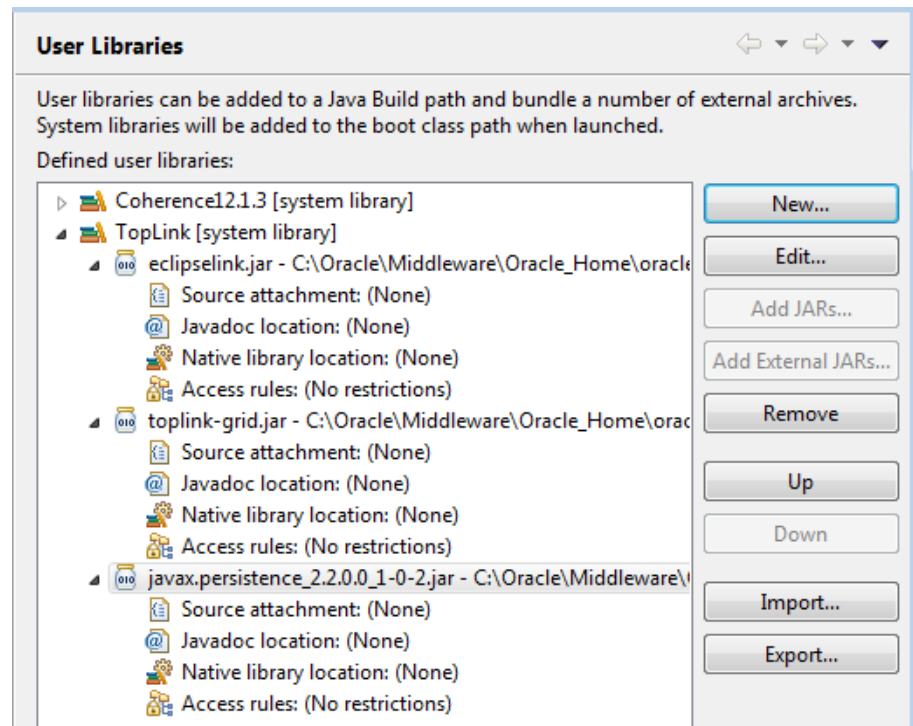 User Libraries
User libraries can be added to a Java Build path and bundle a number of external archives.
System libraries will be added to the boot class path when launched.
Defined user libraries:
Coherence12.1.3 [system library]
TopLink [system library]
eclipselink.jar - C:\Oracle\Middleware\Oracle_Home\oracle
Source attachment: (None)
Javadoc location: (None)
Native library location: (None)
Access rules: (No restrictions)
toplink-grid.jar - C:\Oracle\Middleware\Oracle_Home\orac
Source attachment: (None)
Javadoc location: (None)
Native library location: (None)
Access rules: (No restrictions)
javax.persistence_2.2.0.0_1-0-2.jar - C:\Oracle\Middleware\
Source attachment: (None)
Javadoc location: (None)
Native library location: (None)
Access rules: (No restrictions)
New...
Edit...
Add JARs...
Add External JARs...
Remove
Up
Down
Import...
Export...